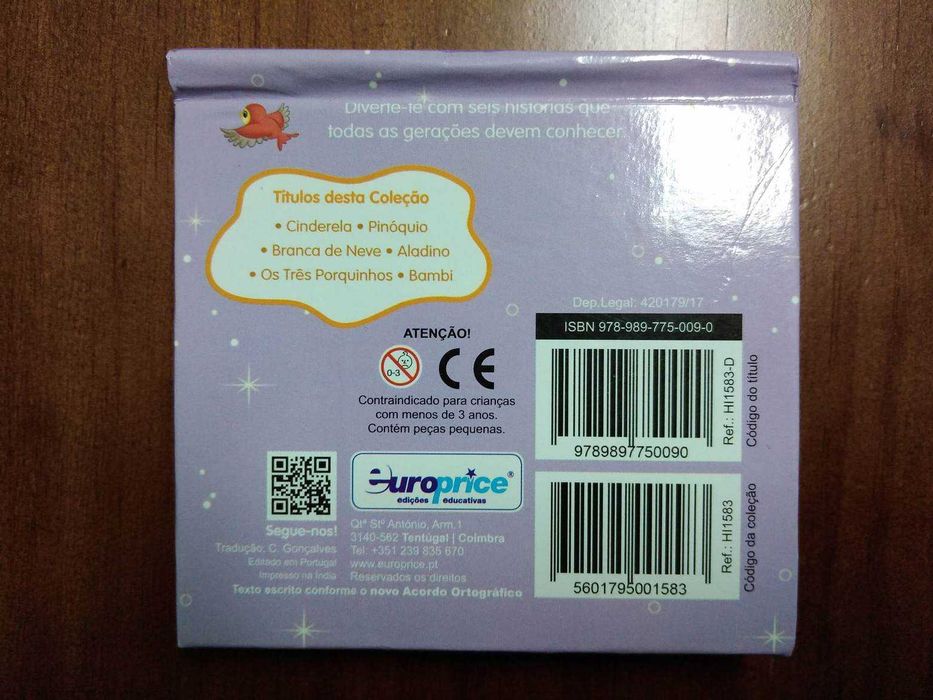 Diverte-te com seis histórias que
todas as gerações devem conhecer.
Títulos desta Coleção
• Cinderela • Pinóquio
• Branca de Neve • Aladino
• Os Três Porquinhos • Bambi
Dep.Legal: 420179/17
ISBN 978-989-775-009-0
ATENÇÃO!
0-3
CE
Contraindicado para crianças
com menos de 3 anos.
Contém peças pequenas.
9789897750090
Ref.: HI1583-D
Código do título
europrice®
edições educativas
Segue-nos!
Qtª Stº António, Arm.1
3140-562 Tentúgal | Coimbra
Tel: +351 239 835 670
www.europrice.pt
Reservados os direitos
Tradução: C. Gonçalves
Editado em Portugal
Impresso na Índia
Texto escrito conforme o novo Acordo Ortográfico
5601795001583
Ref.: HI1583
Código da coleção